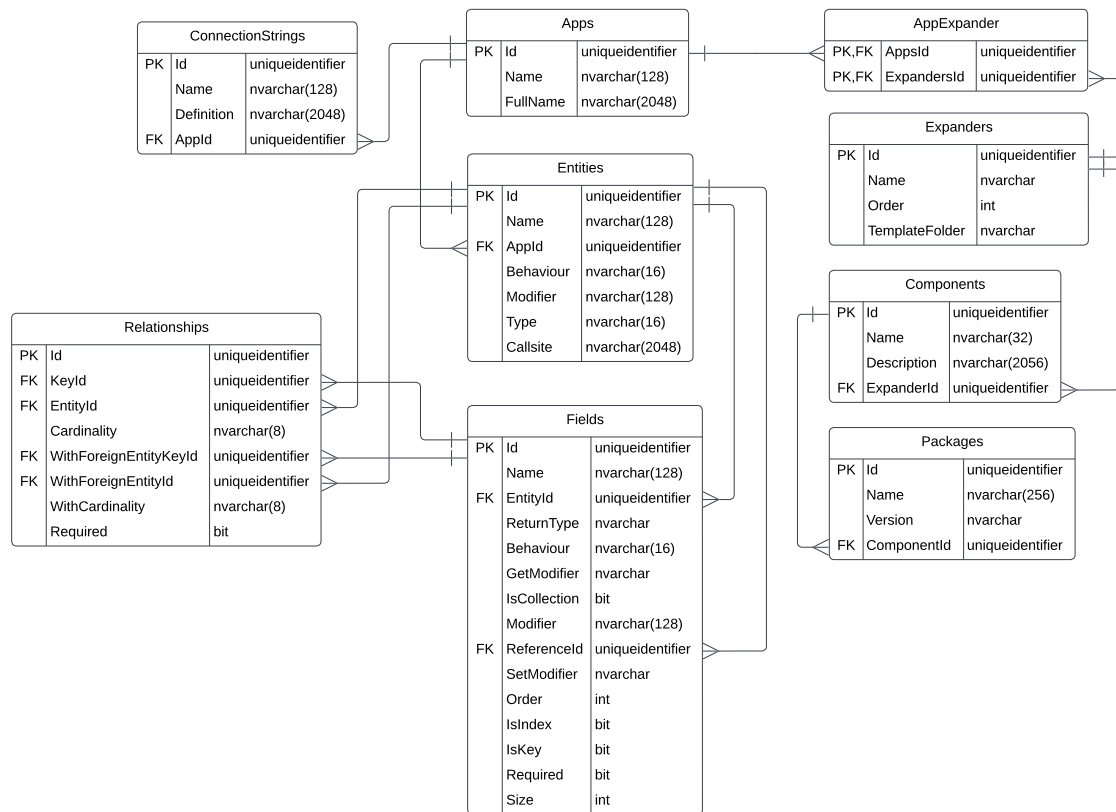 ConnectionStrings
PK Id uniqueidentifier
Name nvarchar(128)
Definition nvarchar(2048)
FK AppId uniqueidentifier
Apps
PK Id uniqueidentifier
Name nvarchar(128)
FullName nvarchar(2048)
AppExpander
PK,FK AppsId uniqueidentifier
PK,FK ExpandersId uniqueidentifier
Expanders
PK Id uniqueidentifier
Name nvarchar
Order int
TemplateFolder nvarchar
Entities
PK Id uniqueidentifier
Name nvarchar(128)
FK AppId uniqueidentifier
Behaviour nvarchar(16)
Modifier nvarchar(128)
Type nvarchar(16)
Callsite nvarchar(2048)
Components
PK Id uniqueidentifier
Name nvarchar(32)
Description nvarchar(2056)
FK ExpanderId uniqueidentifier
Relationships
PK Id uniqueidentifier
FK KeyId uniqueidentifier
FK EntityId uniqueidentifier
Cardinality nvarchar(8)
FK WithForeignEntityKeyId uniqueidentifier
FK WithForeignEntityId uniqueidentifier
WithCardinality nvarchar(8)
Required bit
Fields
PK Id uniqueidentifier
Name nvarchar(128)
FK EntityId uniqueidentifier
ReturnType nvarchar
Behaviour nvarchar(16)
GetModifier nvarchar
IsCollection bit
Modifier nvarchar(128)
FK ReferenceId uniqueidentifier
SetModifier nvarchar
Order int
IsIndex bit
IsKey bit
Required bit
Size int
Packages
PK Id uniqueidentifier
Name nvarchar(256)
Version nvarchar
FK ComponentId uniqueidentifier